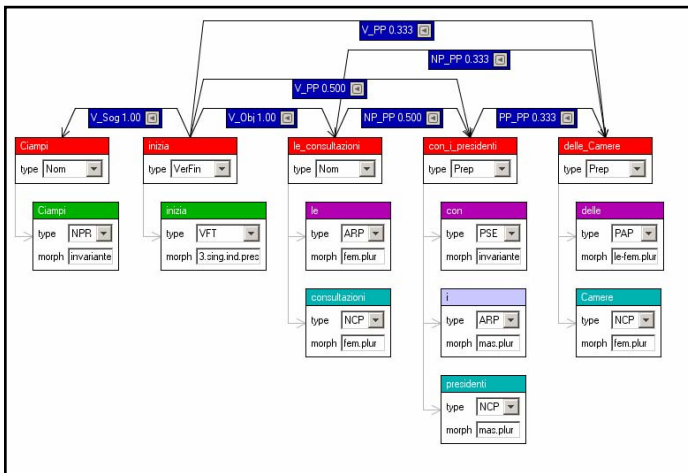 V_PP 0.333
NP_PP 0.333
V_PP 0.500
V_Sog 1.00
V_Obj 1.00
NP_PP 0.500
PP_PP 0.333
Ciampi
type Nom
inizia
type VerFin
le_consultazioni
type Nom
con_i_presidenti
type Prep
delle_Camere
type Prep
Ciampi
type NPR
morph invariante
inizia
type VFT
morph 3.sing.ind.pres
le
type ARP
morph fem.plur
con
type PSE
morph invariante
delle
type PAP
morph le-fem.plur
consultazioni
type NCP
morph fem.plur
i
type ARP
morph mas.plur
Camere
type NCP
morph fem.plur
presidenti
type NCP
morph mas.plur